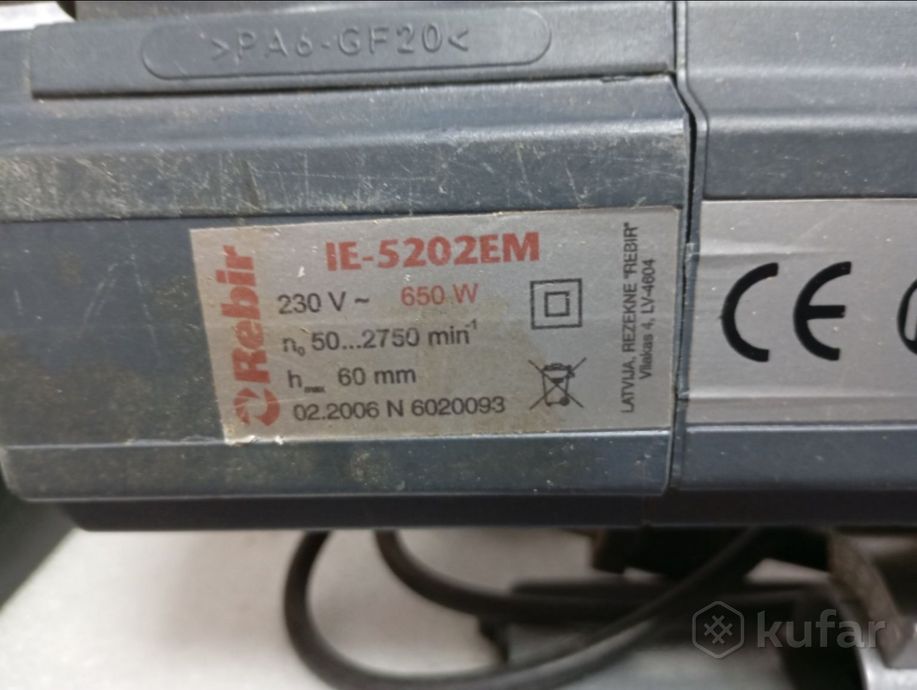 >PA6-GF20<
Rebir
IE-5202EM
230 V ~ 650 W
n₀ 50...2750 min⁻¹
hₘₐₓ 60 mm
02.2006 N 6020093
LATVIJA, REZEKNE "REBIR"
Viļakas 4, LV-4604
CE
kufar